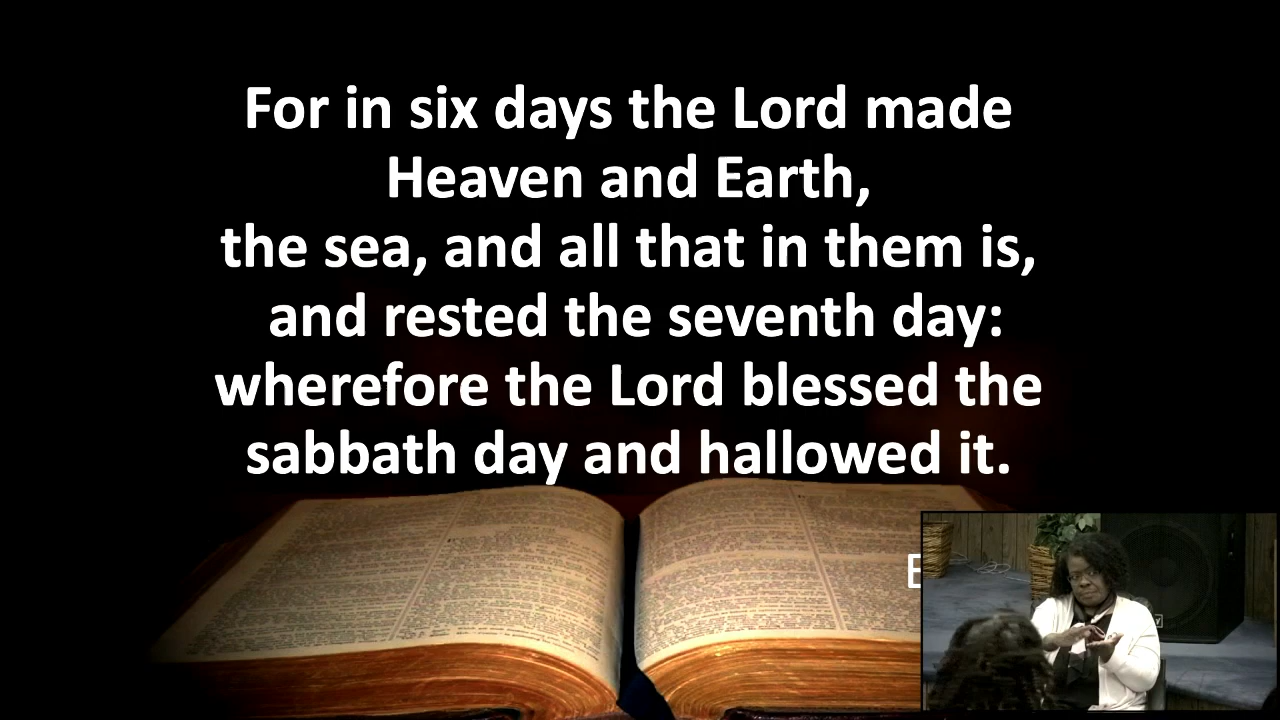 For in six days the Lord made
Heaven and Earth,
the sea, and all that in them is,
and rested the seventh day:
wherefore the Lord blessed the
sabbath day and hallowed it.